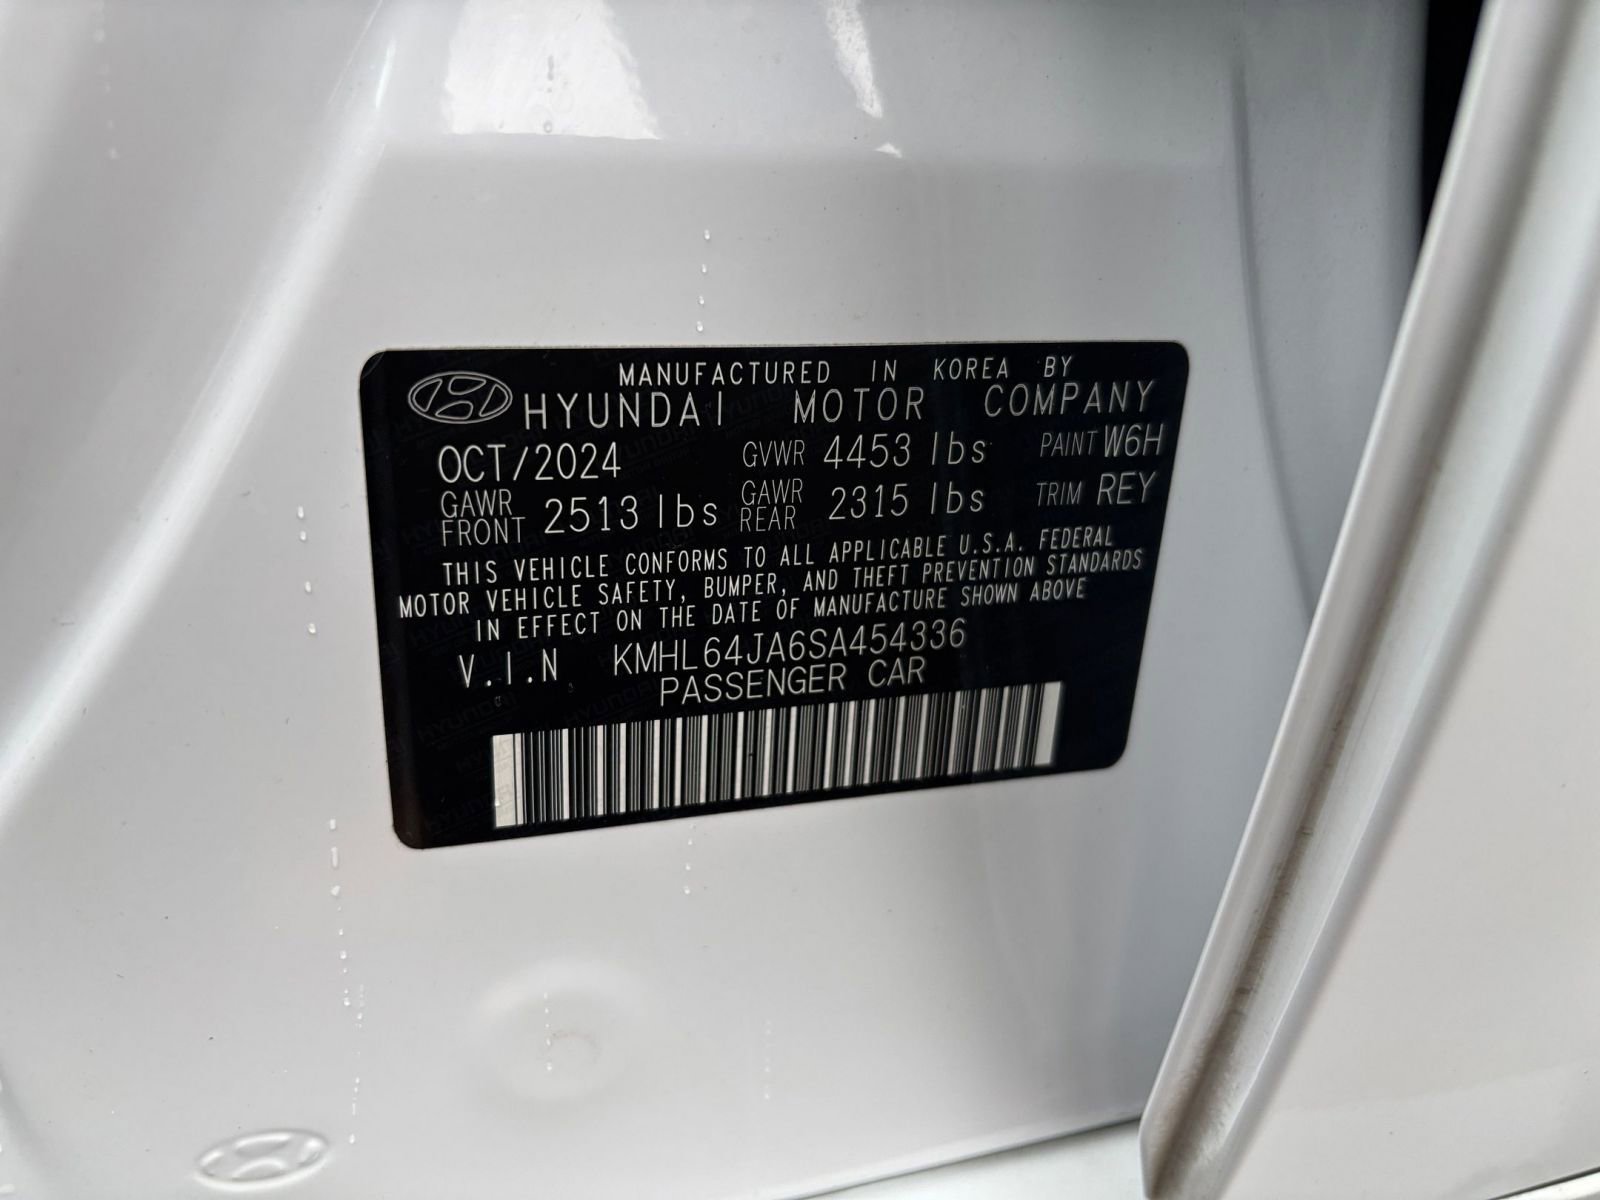 MANUFACTURED IN KOREA BY
HYUNDAI MOTOR COMPANY
OCT/2024 GVWR 4453 lbs PAINT W6H
GAWR FRONT 2513 lbs GAWR REAR 2315 lbs TRIM REY
THIS VEHICLE CONFORMS TO ALL APPLICABLE U.S.A. FEDERAL
MOTOR VEHICLE SAFETY, BUMPER, AND THEFT PREVENTION STANDARDS
IN EFFECT ON THE DATE OF MANUFACTURE SHOWN ABOVE
V.I.N KMHL64JA6SA454336
PASSENGER CAR